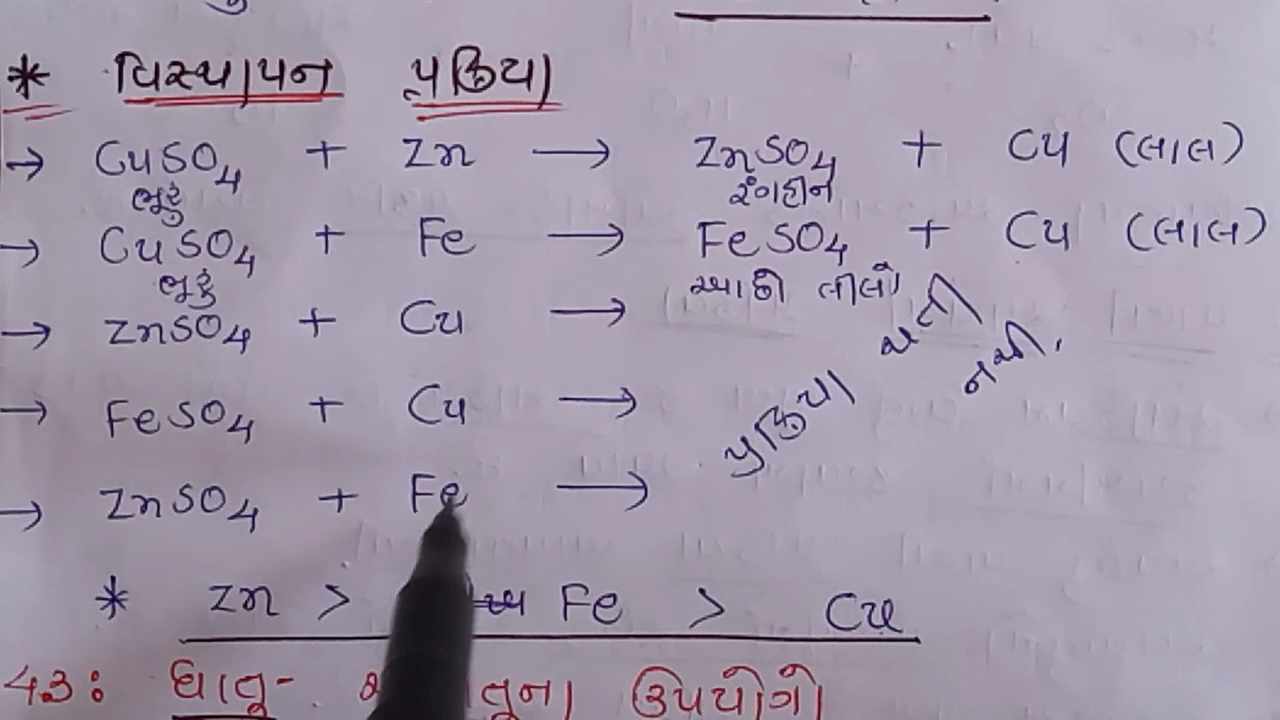 * વિસ્થાપન પ્રક્રિયા
→ CuSO4 + Zn → ZnSO4 + Cu (લાલ)
ભૂરું રંગહીન
→ CuSO4 + Fe → FeSO4 + Cu (લાલ)
ભૂરું આછો લીલો
→ ZnSO4 + Cu →
→ FeSO4 + Cu → પ્રક્રિયા થતી નથી.
→ ZnSO4 + Fe →
* Zn > Fe > Cu
43: ધાતુ- ઉપયોગો